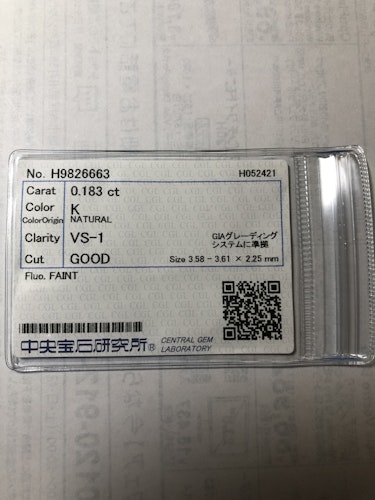 No. H9826663 H052421
Carat 0.183 ct
Color K
ColorOrigin NATURAL
Clarity VS-1 GIAグレーディング
システムに準拠
Cut GOOD Size 3.58 - 3.61 × 2.25 mm
Fluo. FAINT
中央宝石研究所® CENTRAL GEM
LABORATORY